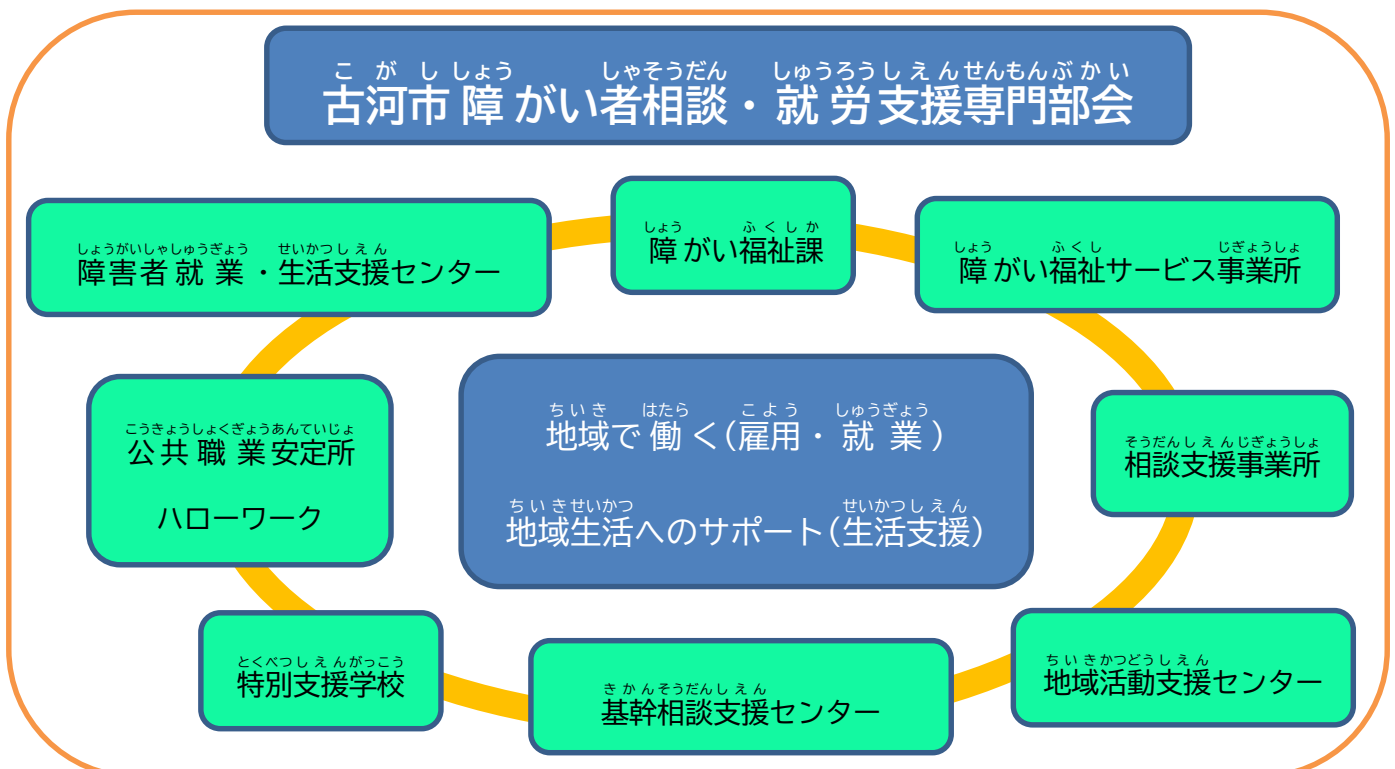 こがししょう しゃそうだん しゅうろうしえんせんもんぶかい
古河市障がい者相談・就労支援専門部会
しょうがいしゃしゅうぎょう せいかつしえん
障害者就業・生活支援センター
しょう ふくしか
障がい福祉課
しょう ふくし じぎょうしょ
障がい福祉サービス事業所
こうきょうしょくぎょうあんていじょ
公共職業安定所
ハローワーク
ちいき はたら こよう しゅうぎょう
地域で働く(雇用・就業)
ちいきせいかつ せいかつしえん
地域生活へのサポート(生活支援)
そうだんしえんじぎょうしょ
相談支援事業所
とくべつしえんがっこう
特別支援学校
きかんそうだんしえん
基幹相談支援センター
ちいきかつどうしえん
地域活動支援センター